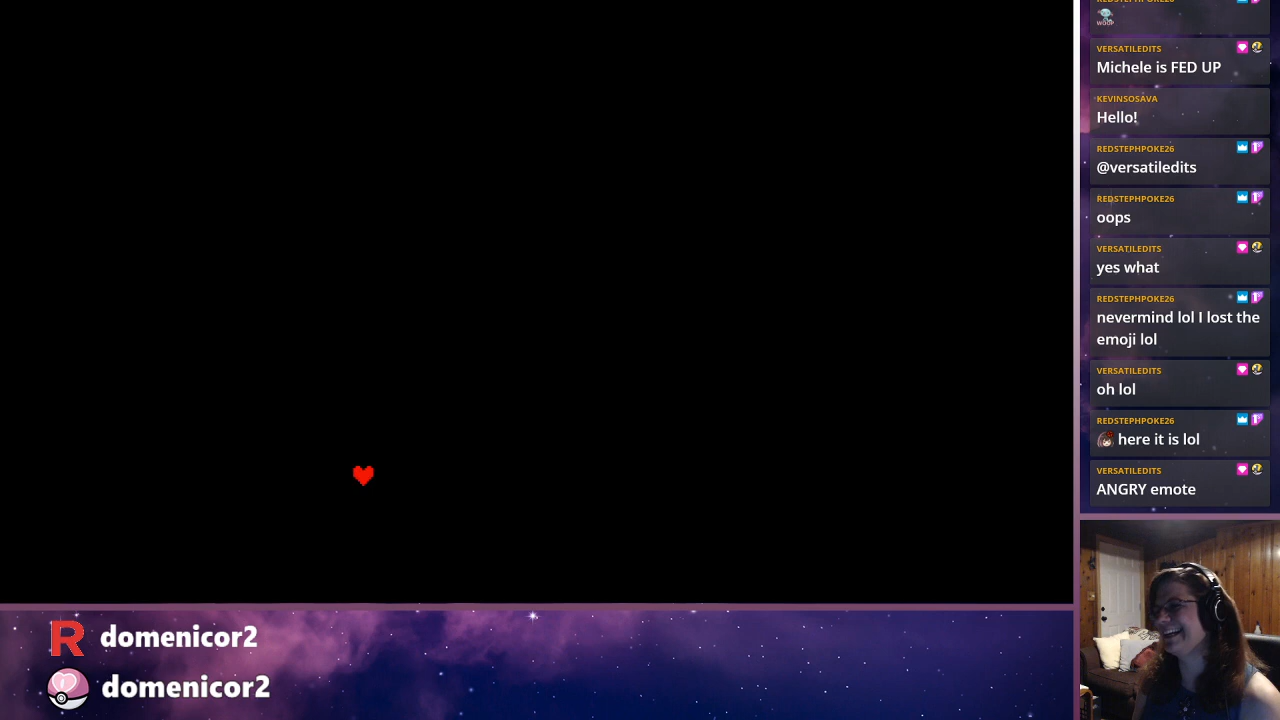 WOOP
VERSATILEDITS
Michele is FED UP
KEVINSOSAVA
Hello!
REDSTEPHPOKE26
@versatiledits
REDSTEPHPOKE26
oops
VERSATILEDITS
yes what
REDSTEPHPOKE26
nevermind lol I lost the
emoji lol
VERSATILEDITS
oh lol
REDSTEPHPOKE26
here it is lol
VERSATILEDITS
ANGRY emote
R domenicor2
domenicor2